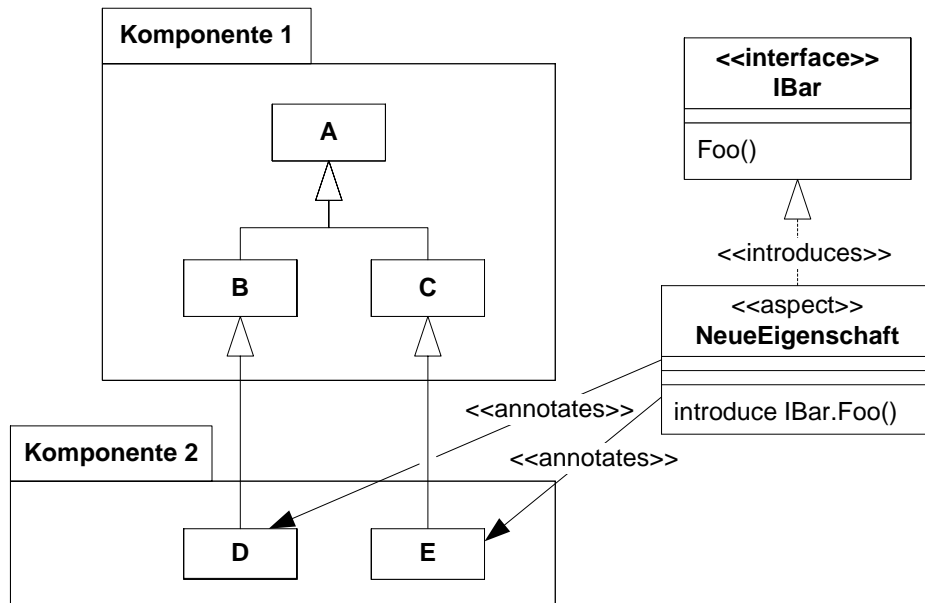 Komponente 1
A
B
C
<<interface>>
IBar
Foo()
<<introduces>>
<<aspect>>
NeueEigenschaft
introduce IBar.Foo()
<<annotates>>
<<annotates>>
Komponente 2
D
E